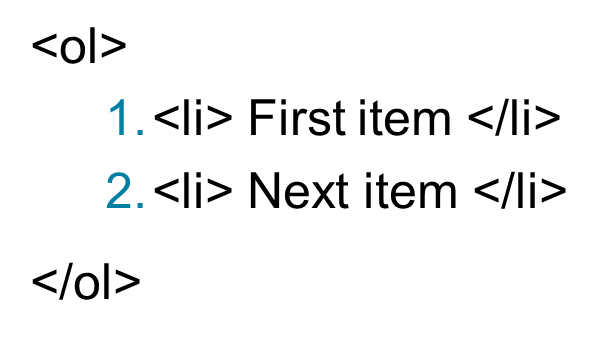 <ol>
1. <li> First item </li>
2. <li> Next item </li>
</ol>